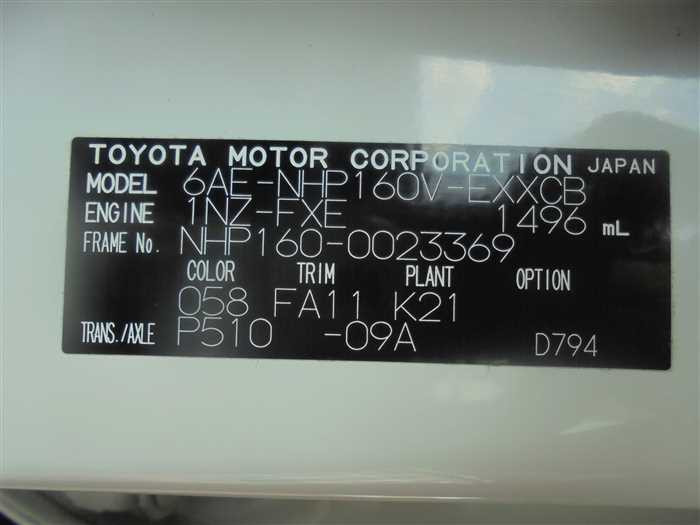 TOYOTA MOTOR CORPORATION JAPAN
MODEL 6AE-NHP160V-EXXCB
ENGINE 1NZ-FXE 1496 mL
FRAME No. NHP160-0023369
COLOR TRIM PLANT OPTION
058 FA11 K21
TRANS./AXLE P510 -09A D794